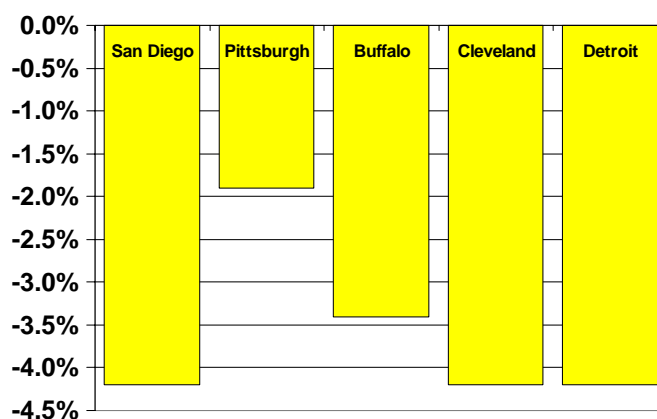 0.0%
-0.5%
-1.0%
-1.5%
-2.0%
-2.5%
-3.0%
-3.5%
-4.0%
-4.5%
San Diego
Pittsburgh
Buffalo
Cleveland
Detroit